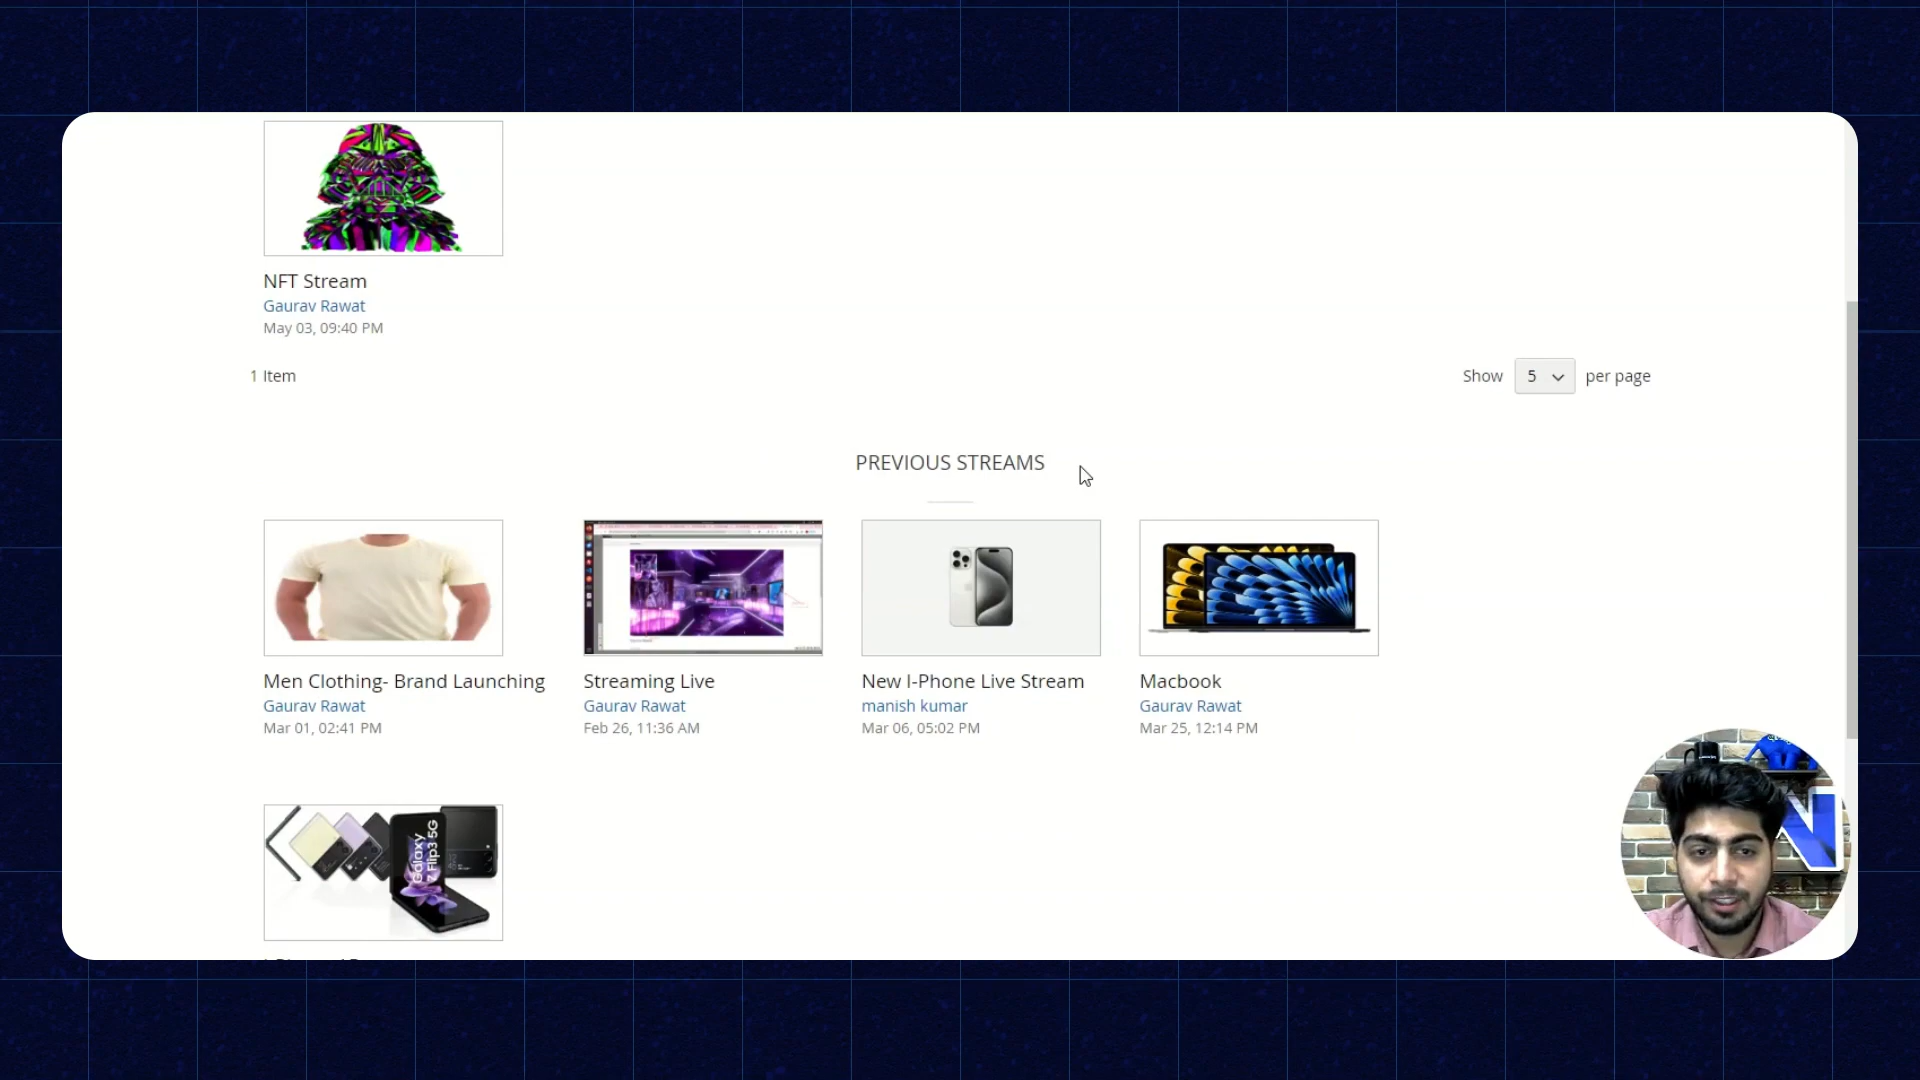 NFT Stream
Gaurav Rawat
May 03, 09:40 PM
1 Item
Show 5 per page
PREVIOUS STREAMS
Men Clothing- Brand Launching
Gaurav Rawat
Mar 01, 02:41 PM
Streaming Live
Gaurav Rawat
Feb 26, 11:36 AM
New I-Phone Live Stream
manish kumar
Mar 06, 05:02 PM
Macbook
Gaurav Rawat
Mar 25, 12:14 PM
Galaxy
Z Flip3 5G